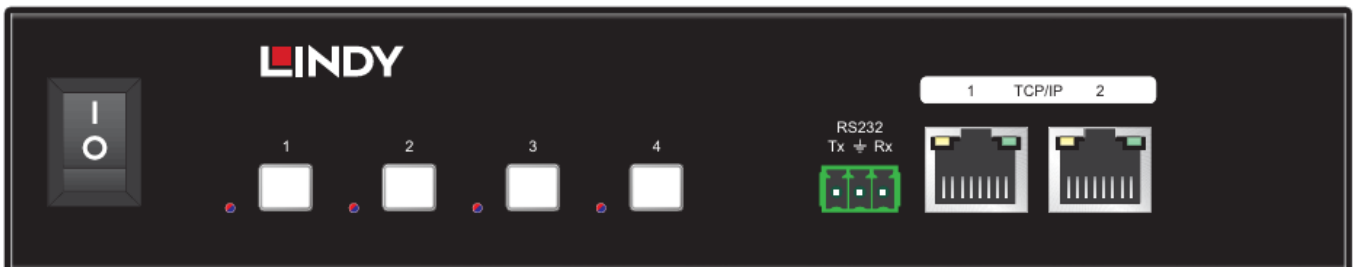 LINDY
1 TCP/IP 2
RS232
Tx ⏚ Rx
1 2 3 4
I
O